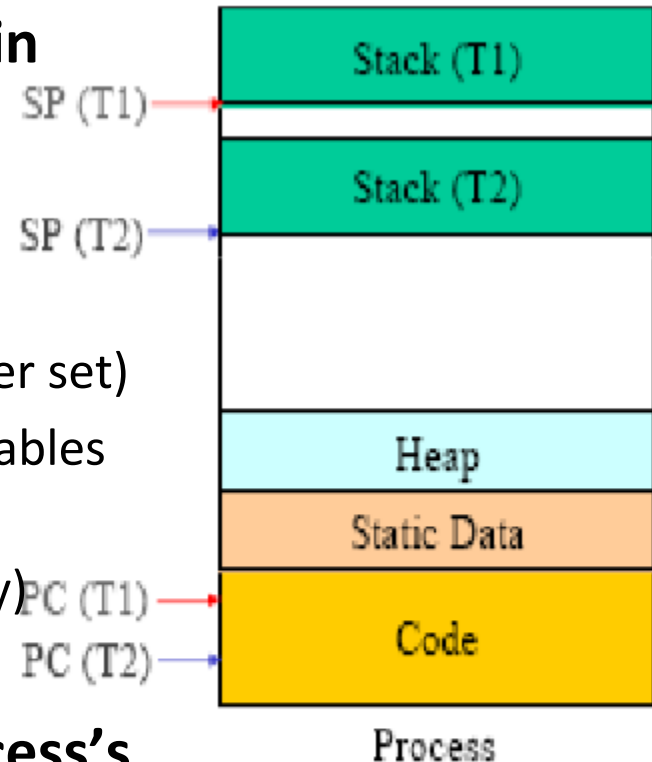 in
Stack (T1)
SP (T1)
Stack (T2)
SP (T2)
er set)
ables
Heap
Static Data
y)
PC (T1)
Code
PC (T2)
cess’s
Process